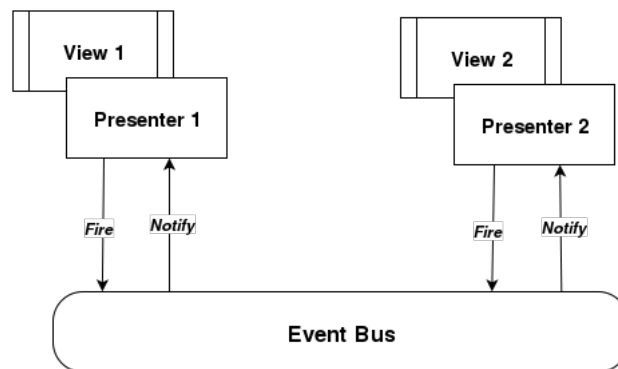 View 1
View 2
Presenter 1
Presenter 2
Fire
Notify
Fire
Notify
Event Bus